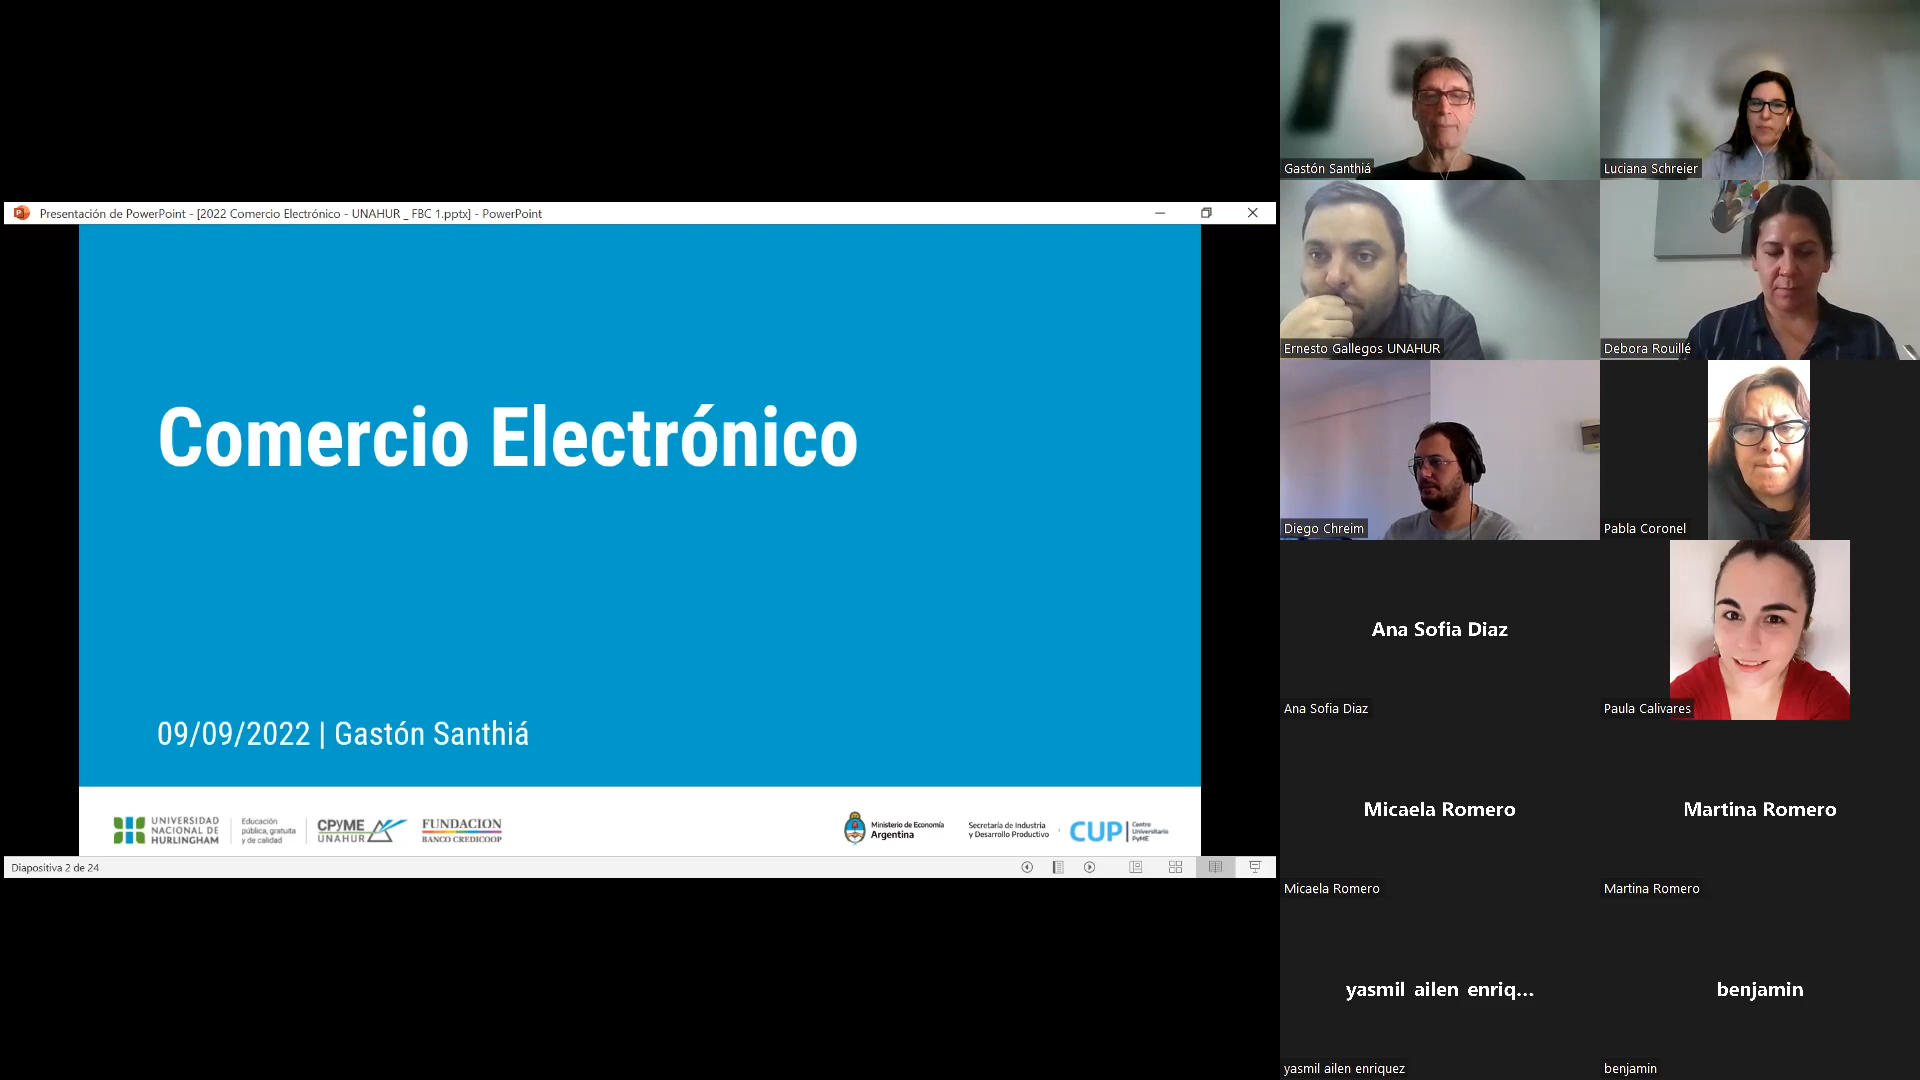 Presentación de PowerPoint - [2022 Comercio Electrónico - UNAHUR _ FBC 1.pptx] - PowerPoint
Comercio Electrónico
09/09/2022 | Gastón Santhiá
UNIVERSIDAD
NACIONAL DE
HURLINGHAM
Educación
pública, gratuita
y de calidad
CPYME
UNAHUR
FUNDACION
BANCO CREDICOOP
Ministerio de Economía
Argentina
Secretaría de Industria
y Desarrollo Productivo
CUP
Centro
Universitario
PyME
Diapositiva 2 de 24
Gastón Santhiá
Luciana Schreier
Ernesto Gallegos UNAHUR
Debora Rouillé
Diego Chreim
Pabla Coronel
Ana Sofia Diaz
Ana Sofia Diaz
Paula Calivares
Micaela Romero
Martina Romero
Micaela Romero
Martina Romero
yasmil ailen enriq...
benjamin
yasmil ailen enriquez
benjamin